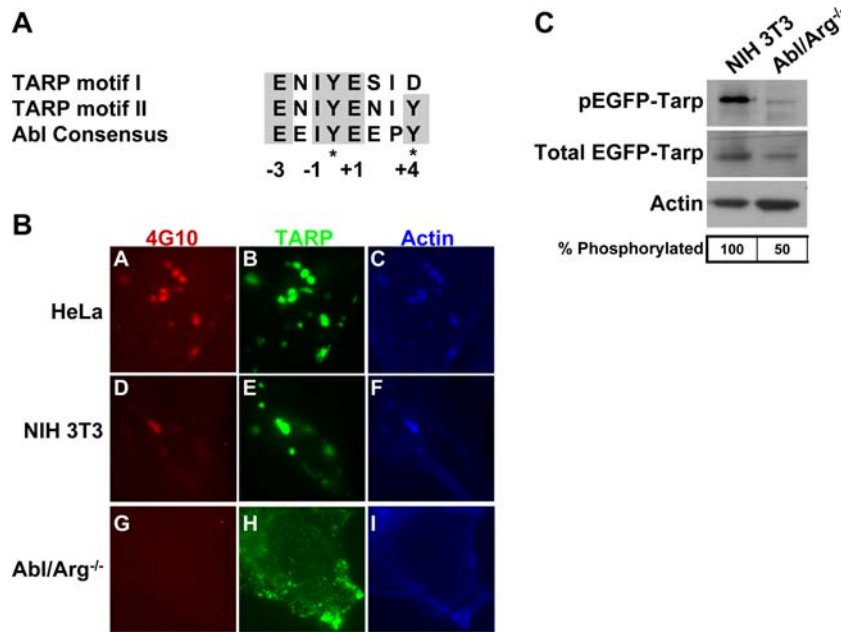 A
TARP motif I E N I Y E S I D
TARP motif II E N I Y E N I Y
Abl Consensus E E I Y E E P Y
* *
-3 -1 +1 +4
B
4G10 TARP Actin
HeLa A B C
NIH 3T3 D E F
Abl/Arg-/- G H I
C
NIH 3T3 Abl/Arg-/-
pEGFP-Tarp
Total EGFP-Tarp
Actin
% Phosphorylated 100 50